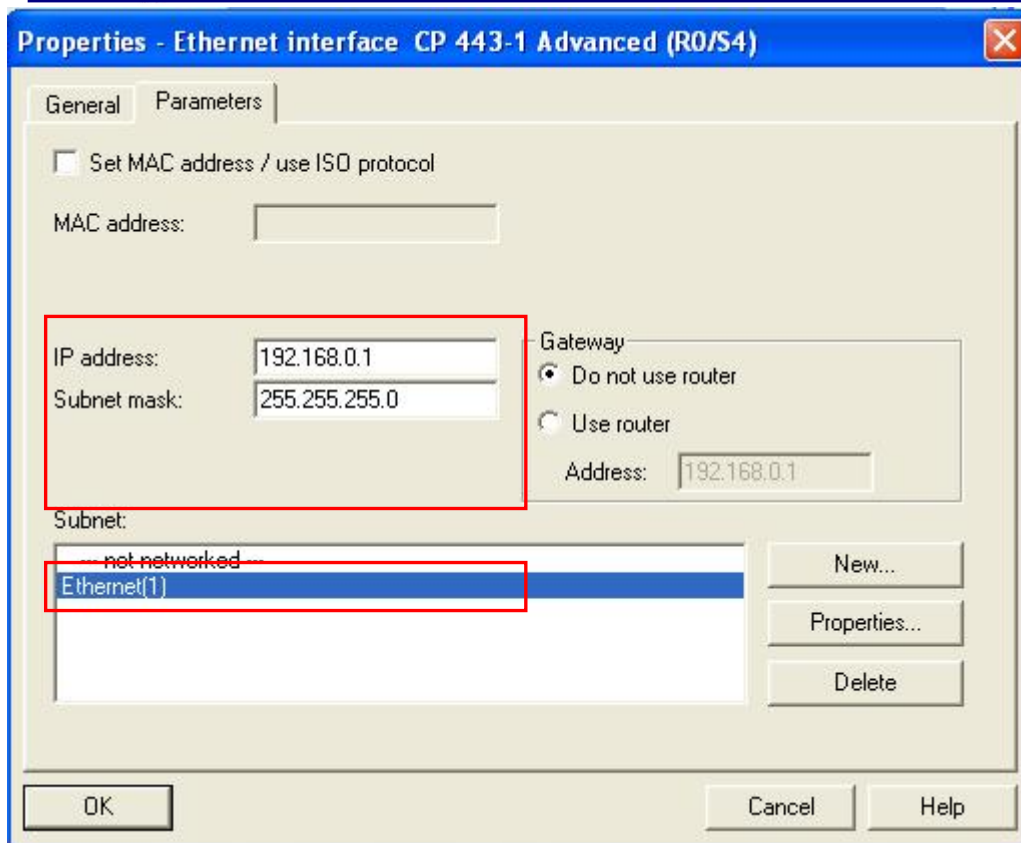 Properties - Ethernet interface CP 443-1 Advanced (R0/S4)
General
Parameters
Set MAC address / use ISO protocol
MAC address:
IP address:
192.168.0.1
Subnet mask:
255.255.255.0
Gateway
Do not use router
Use router
Address:
192.168.0.1
Subnet:
--- not networked ---
Ethernet(1)
New...
Properties...
Delete
OK
Cancel
Help